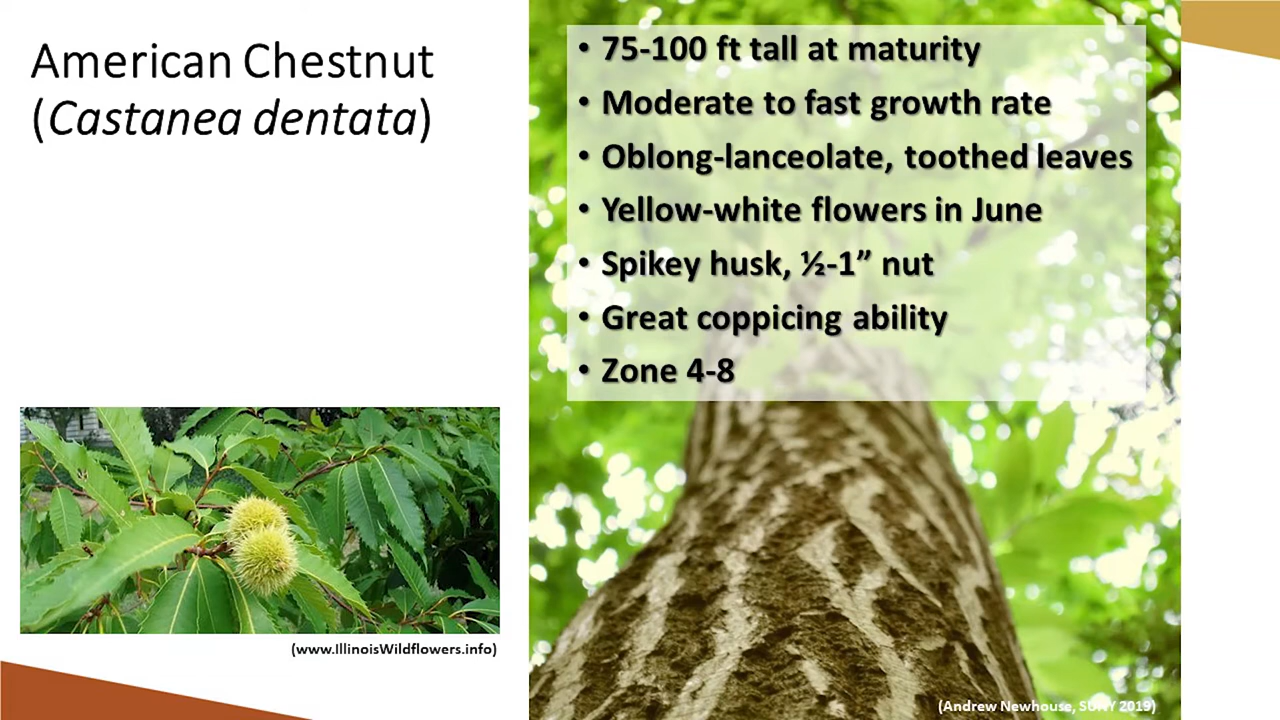 American Chestnut
(Castanea dentata)
• 75-100 ft tall at maturity
• Moderate to fast growth rate
• Oblong-lanceolate, toothed leaves
• Yellow-white flowers in June
• Spikey husk, ½-1” nut
• Great coppicing ability
• Zone 4-8
(www.IllinoisWildflowers.info)
(Andrew Newhouse, SUNY 2019)